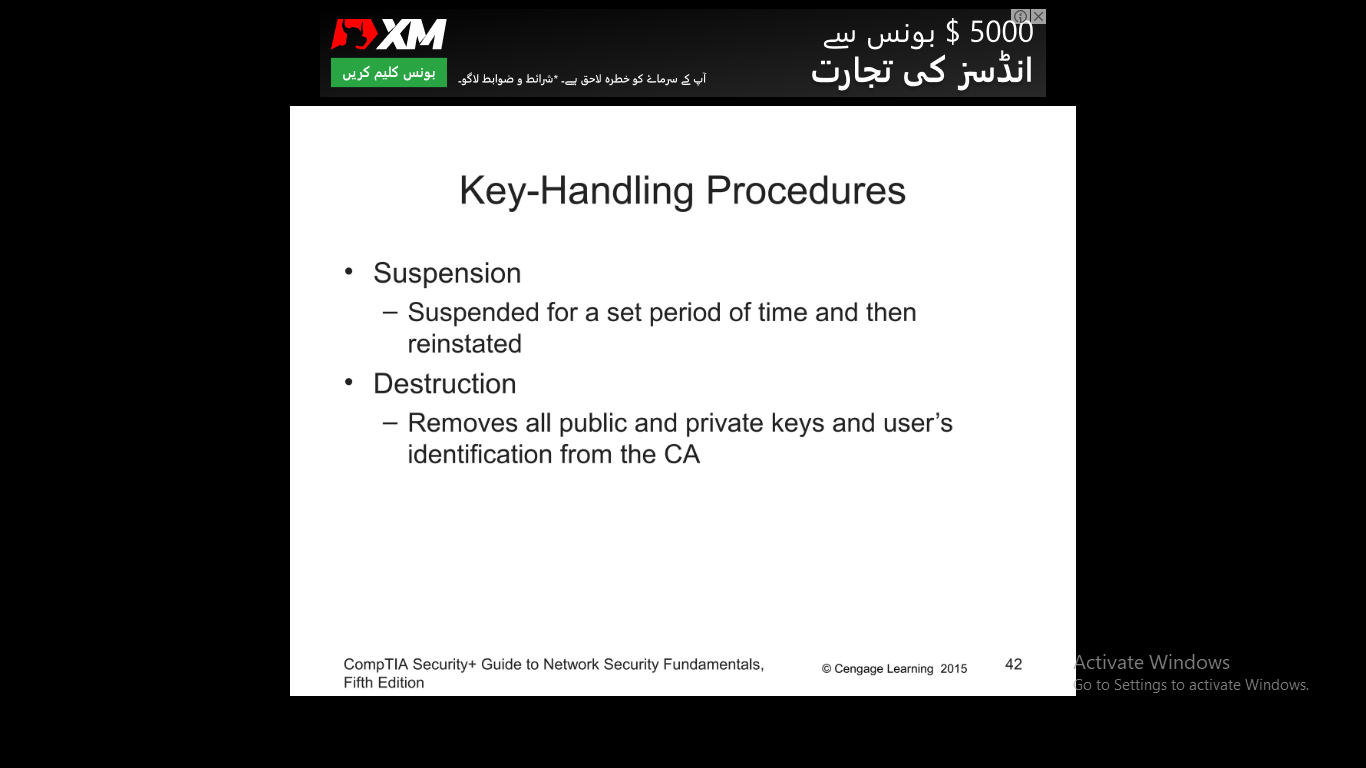 XM
$ 5000 بونس سے
انڈسز کی تجارت
بونس کلیم کریں
آپ کے سرمائے کو خطرہ لاحق ہے۔ *شرائط و ضوابط لاگو۔
Key-Handling Procedures
• Suspension
– Suspended for a set period of time and then
reinstated
• Destruction
– Removes all public and private keys and user’s
identification from the CA
CompTIA Security+ Guide to Network Security Fundamentals,
Fifth Edition
© Cengage Learning 2015
42
Activate Windows
Go to Settings to activate Windows.